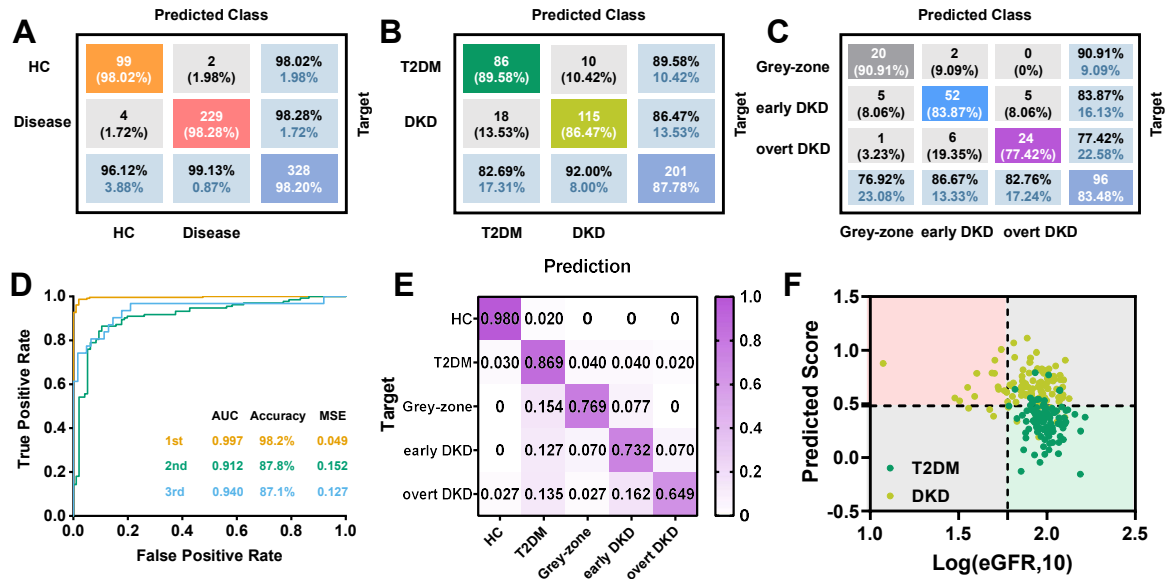 A
Predicted Class
HC
99
(98.02%)
2
(1.98%)
98.02%
1.98%
Disease
4
(1.72%)
229
(98.28%)
98.28%
1.72%
96.12%
3.88%
99.13%
0.87%
328
98.20%
HC
Disease
Target
B
Predicted Class
T2DM
86
(89.58%)
10
(10.42%)
89.58%
10.42%
DKD
18
(13.53%)
115
(86.47%)
86.47%
13.53%
82.69%
17.31%
92.00%
8.00%
201
87.78%
T2DM
DKD
Target
C
Predicted Class
Grey-zone
20
(90.91%)
2
(9.09%)
0
(0%)
90.91%
9.09%
early DKD
5
(8.06%)
52
(83.87%)
5
(8.06%)
83.87%
16.13%
overt DKD
1
(3.23%)
6
(19.35%)
24
(77.42%)
77.42%
22.58%
76.92%
23.08%
86.67%
13.33%
82.76%
17.24%
96
83.48%
Grey-zone
early DKD
overt DKD
Target
D
True Positive Rate
1.0
0.8
0.6
0.4
0.2
0.0
AUC Accuracy MSE
1st 0.997 98.2% 0.049
2nd 0.912 87.8% 0.152
3rd 0.940 87.1% 0.127
0.0 0.2 0.4 0.6 0.8 1.0
False Positive Rate
E
Prediction
Target
HC 0.980 0.020 0 0 0
T2DM 0.030 0.869 0.040 0.040 0.020
Grey-zone 0 0.154 0.769 0.077 0
early DKD 0 0.127 0.070 0.732 0.070
overt DKD 0.027 0.135 0.027 0.162 0.649
HC
T2DM
Grey-zone
early DKD
overt DKD
1.0
0.8
0.6
0.4
0.2
0
F
Predicted Score
1.5
1.0
0.5
0.0
-0.5
T2DM
DKD
1.0 1.5 2.0 2.5
Log(eGFR,10)